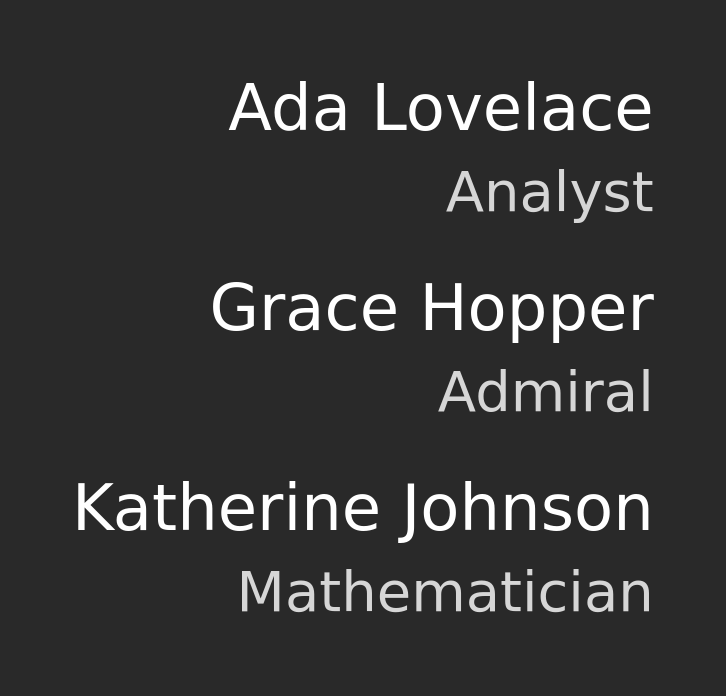 Ada Lovelace
Analyst
Grace Hopper
Admiral
Katherine Johnson
Mathematician